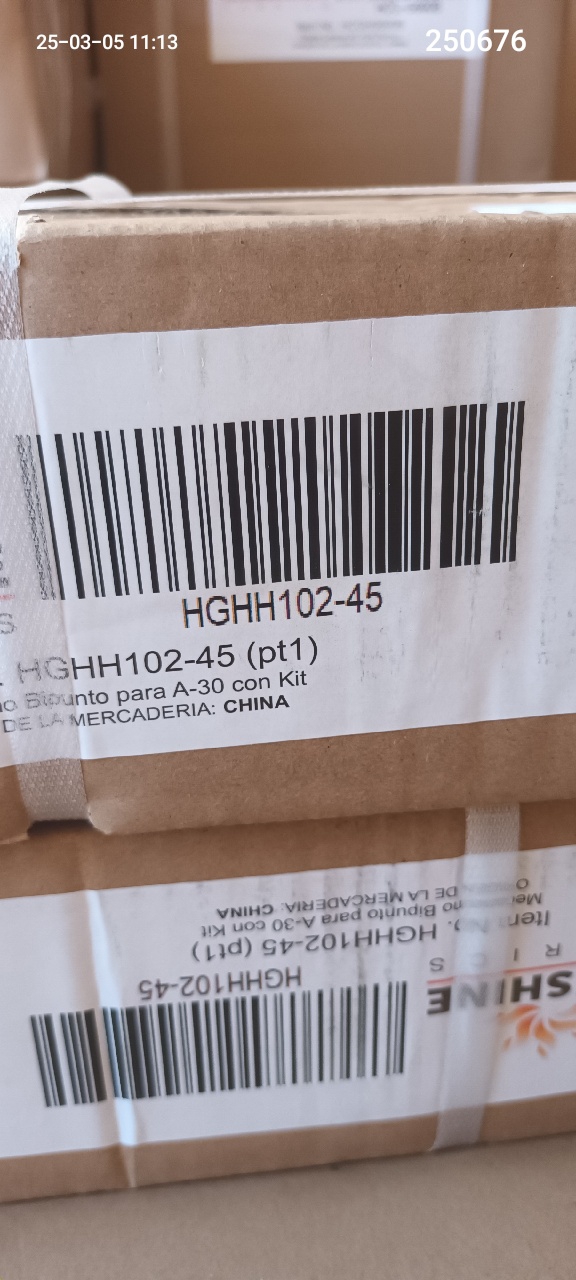 25-03-05 11:13
250676
HGHH102-45
HGHH102-45 (pt1)
Bipunto para A-30 con Kit
DE LA MERCADERIA: CHINA
SHINE
R I C S
Item No. HGHH102-45 (pt1)
no Bipunto para A-30 con Kit
DE LA MERCADERIA: CHINA
HGHH102-45